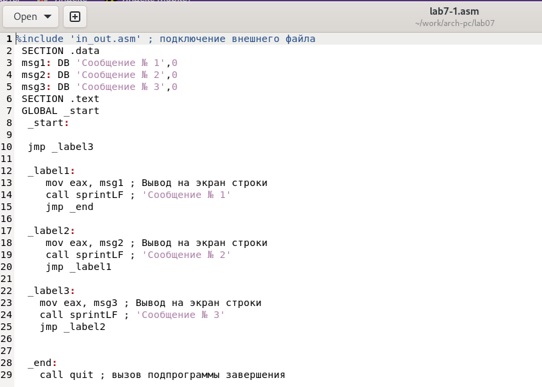 Open
lab7-1.asm
~/work/arch-pc/lab07
1 %include 'in_out.asm' ; подключение внешнего файла
2 SECTION .data
3 msg1: DB 'Сообщение № 1',0
4 msg2: DB 'Сообщение № 2',0
5 msg3: DB 'Сообщение № 3',0
6 SECTION .text
7 GLOBAL _start
8 _start:
9
10 jmp _label3
11
12 _label1:
13 mov eax, msg1 ; Вывод на экран строки
14 call sprintLF ; 'Сообщение № 1'
15 jmp _end
16
17 _label2:
18 mov eax, msg2 ; Вывод на экран строки
19 call sprintLF ; 'Сообщение № 2'
20 jmp _label1
21
22 _label3:
23 mov eax, msg3 ; Вывод на экран строки
24 call sprintLF ; 'Сообщение № 3'
25 jmp _label2
26
27
28 _end:
29 call quit ; вызов подпрограммы завершения